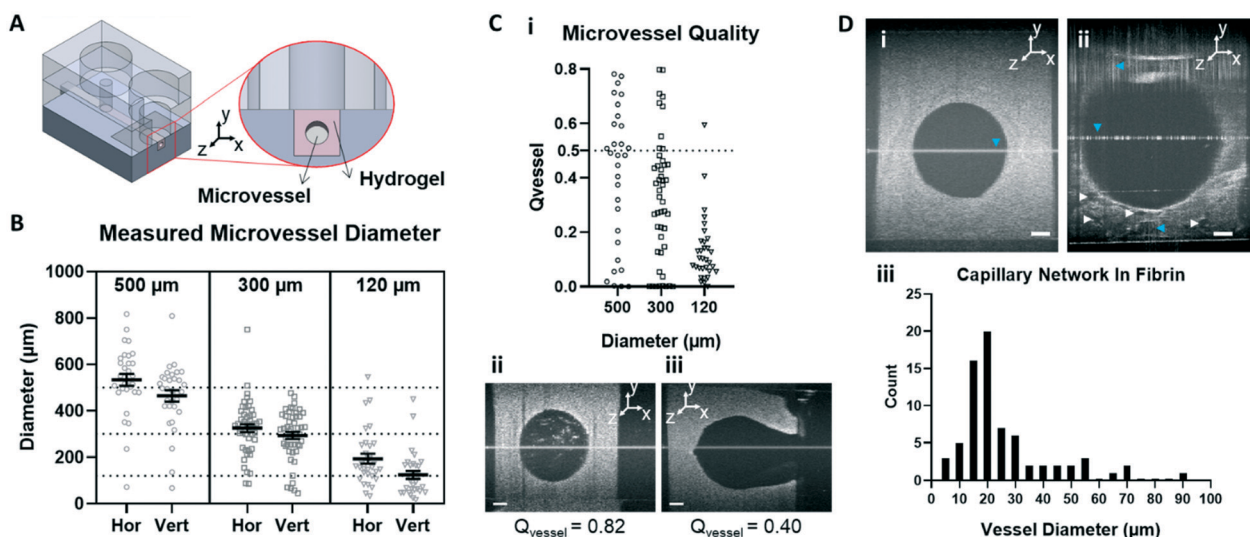 A
y
x
z
Microvessel
Hydrogel
B
Measured Microvessel Diameter
Diameter (µm)
1000
800
600
400
200
0
500 µm
300 µm
120 µm
Hor Vert Hor Vert Hor Vert
C
i
Microvessel Quality
Qvessel
0.8
0.6
0.5
0.4
0.2
0.0
500 300 120
Diameter (µm)
ii
y
x
z
Qvessel = 0.82
iii
y
x
z
Qvessel = 0.40
D
i
y
x
z
ii
y
x
z
iii
Capillary Network In Fibrin
Count
25
20
15
10
5
0
0 10 20 30 40 50 60 70 80 90 100
Vessel Diameter (µm)